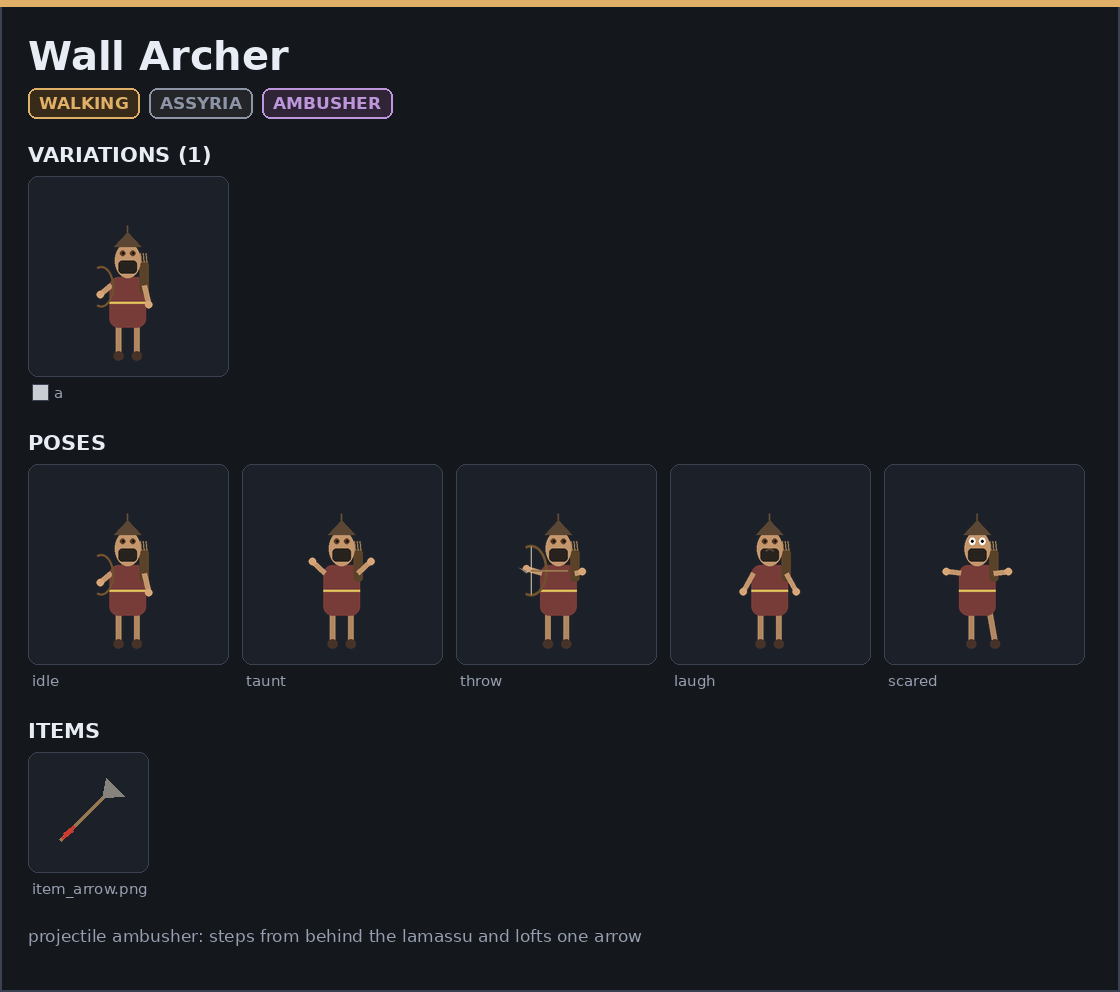 Wall Archer
WALKING ASSYRIA AMBUSHER
VARIATIONS (1)
a
POSES
idle taunt throw laugh scared
ITEMS
item_arrow.png
projectile ambusher: steps from behind the lamassu and lofts one arrow